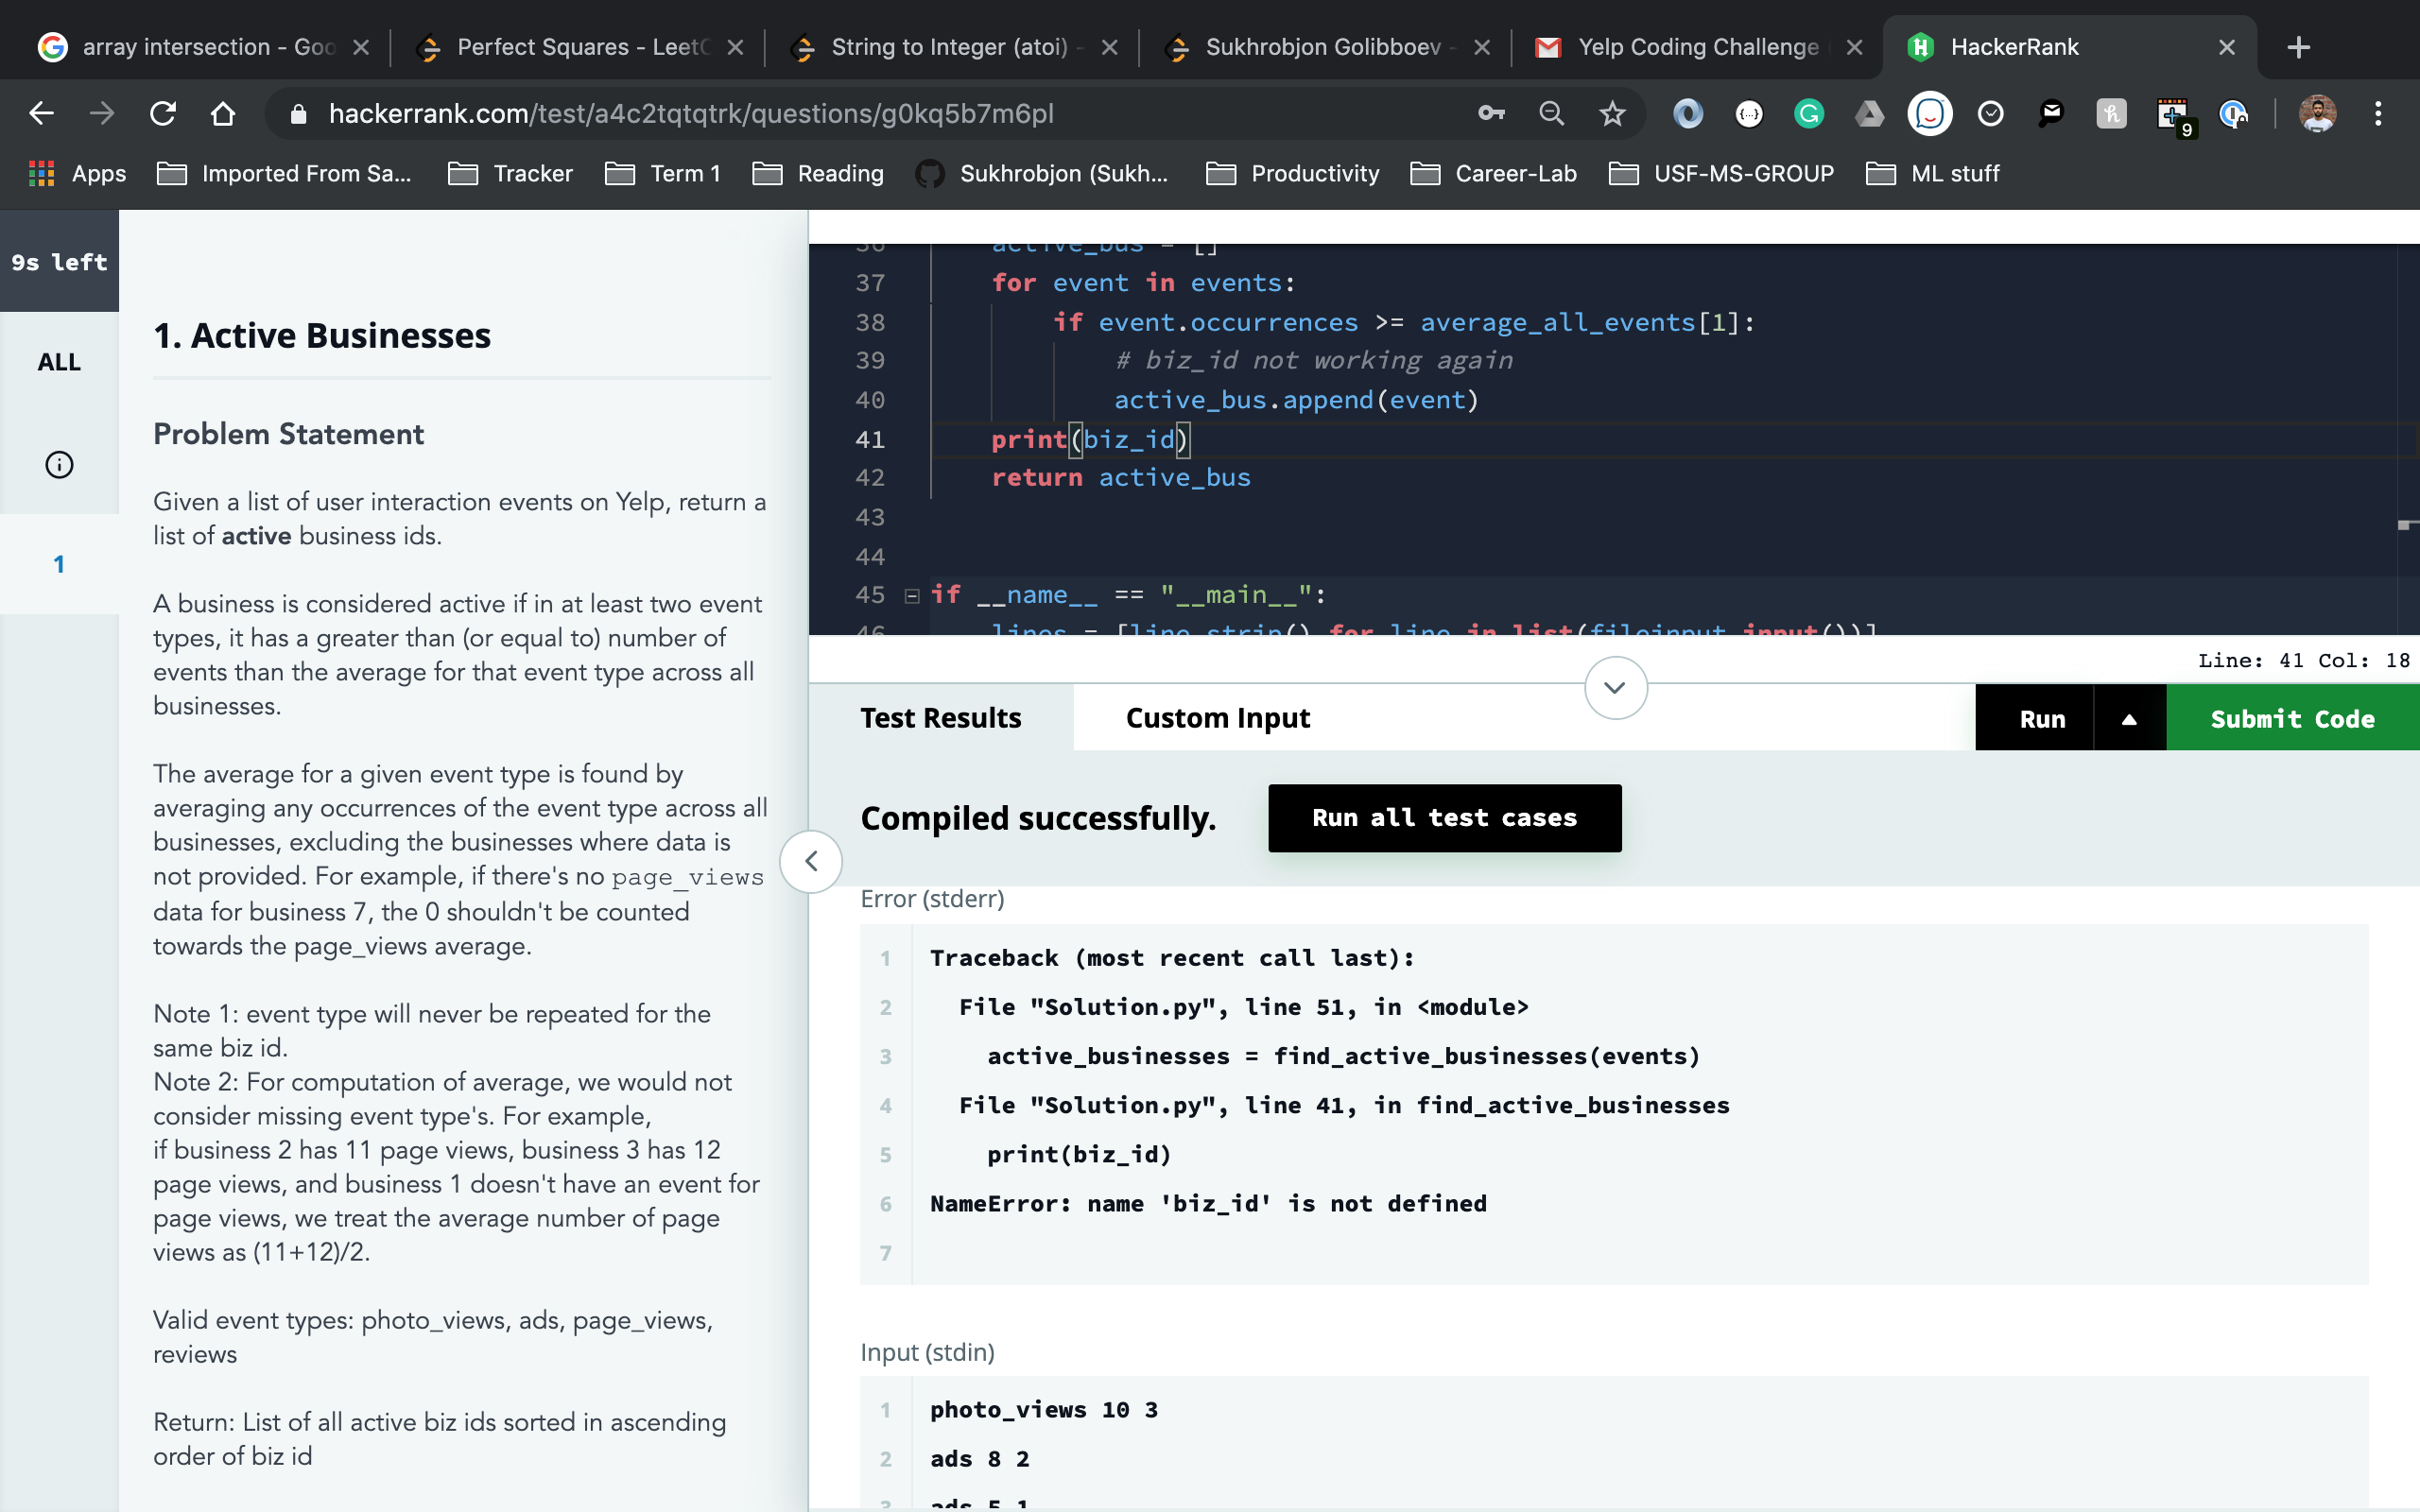 array intersection - Goo
Perfect Squares - LeetC
String to Integer (atoi) -
Sukhrobjon Golibboev -
Yelp Coding Challenge
HackerRank
hackerrank.com/test/a4c2tqtqtrk/questions/g0kq5b7m6pl
9
Apps
Imported From Sa...
Tracker
Term 1
Reading
Sukhrobjon (Sukh...
Productivity
Career-Lab
USF-MS-GROUP
ML stuff
9s left
ALL
1
1. Active Businesses
Problem Statement
Given a list of user interaction events on Yelp, return a
list of active business ids.
A business is considered active if in at least two event
types, it has a greater than (or equal to) number of
events than the average for that event type across all
businesses.
The average for a given event type is found by
averaging any occurrences of the event type across all
businesses, excluding the businesses where data is
not provided. For example, if there's no page_views
data for business 7, the 0 shouldn't be counted
towards the page_views average.
Note 1: event type will never be repeated for the
same biz id.
Note 2: For computation of average, we would not
consider missing event type's. For example,
if business 2 has 11 page views, business 3 has 12
page views, and business 1 doesn't have an event for
page views, we treat the average number of page
views as (11+12)/2.
Valid event types: photo_views, ads, page_views,
reviews
Return: List of all active biz ids sorted in ascending
order of biz id
36 active_bus = []
37 for event in events:
38 if event.occurrences >= average_all_events[1]:
39 # biz_id not working again
40 active_bus.append(event)
41 print(biz_id)
42 return active_bus
43
44
45 if __name__ == "__main__":
46 lines = [line.strip() for line in list(fileinput.input())]
Line: 41 Col: 18
Test Results
Custom Input
Run
Submit Code
Compiled successfully.
Run all test cases
Error (stderr)
1 Traceback (most recent call last):
2 File "Solution.py", line 51, in <module>
3 active_businesses = find_active_businesses(events)
4 File "Solution.py", line 41, in find_active_businesses
5 print(biz_id)
6 NameError: name 'biz_id' is not defined
7
Input (stdin)
1 photo_views 10 3
2 ads 8 2
3 ads 5 1